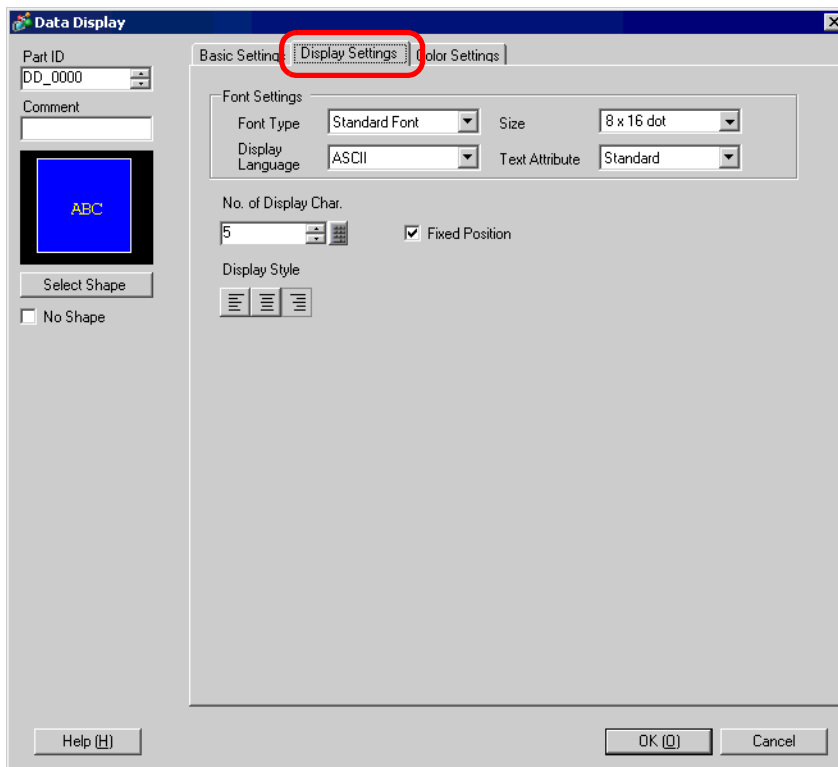 Data Display
Part ID
DD_0000
Comment
ABC
Select Shape
No Shape
Basic Settings Display Settings Color Settings
Font Settings
Font Type Standard Font Size 8 x 16 dot
Display
Language ASCII Text Attribute Standard
No. of Display Char.
5 Fixed Position
Display Style
Help (H) OK (O) Cancel